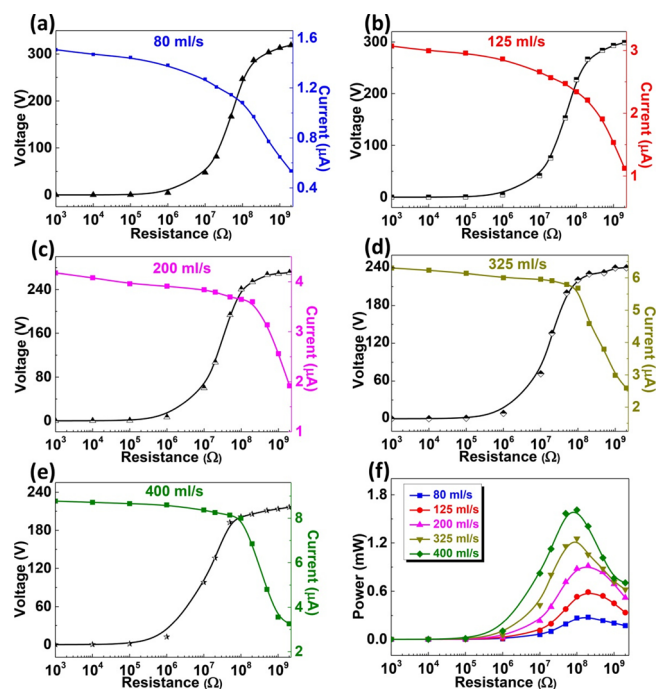 (a)
80 ml/s
Voltage (V)
300
200
100
0
Current (µA)
1.6
1.2
0.8
0.4
10³ 10⁴ 10⁵ 10⁶ 10⁷ 10⁸ 10⁹
Resistance (Ω)
(b)
125 ml/s
Voltage (V)
300
200
100
0
Current (µA)
3
2
1
10³ 10⁴ 10⁵ 10⁶ 10⁷ 10⁸ 10⁹
Resistance (Ω)
(c)
200 ml/s
Voltage (V)
240
160
80
0
Current (µA)
4
3
2
1
10³ 10⁴ 10⁵ 10⁶ 10⁷ 10⁸ 10⁹
Resistance (Ω)
(d)
325 ml/s
Voltage (V)
240
180
120
60
0
Current (µA)
6
5
4
3
2
10³ 10⁴ 10⁵ 10⁶ 10⁷ 10⁸ 10⁹
Resistance (Ω)
(e)
400 ml/s
Voltage (V)
240
180
120
60
0
Current (µA)
8
6
4
2
10³ 10⁴ 10⁵ 10⁶ 10⁷ 10⁸ 10⁹
Resistance (Ω)
(f)
80 ml/s
125 ml/s
200 ml/s
325 ml/s
400 ml/s
Power (mW)
1.8
1.2
0.6
0.0
10³ 10⁴ 10⁵ 10⁶ 10⁷ 10⁸ 10⁹
Resistance (Ω)